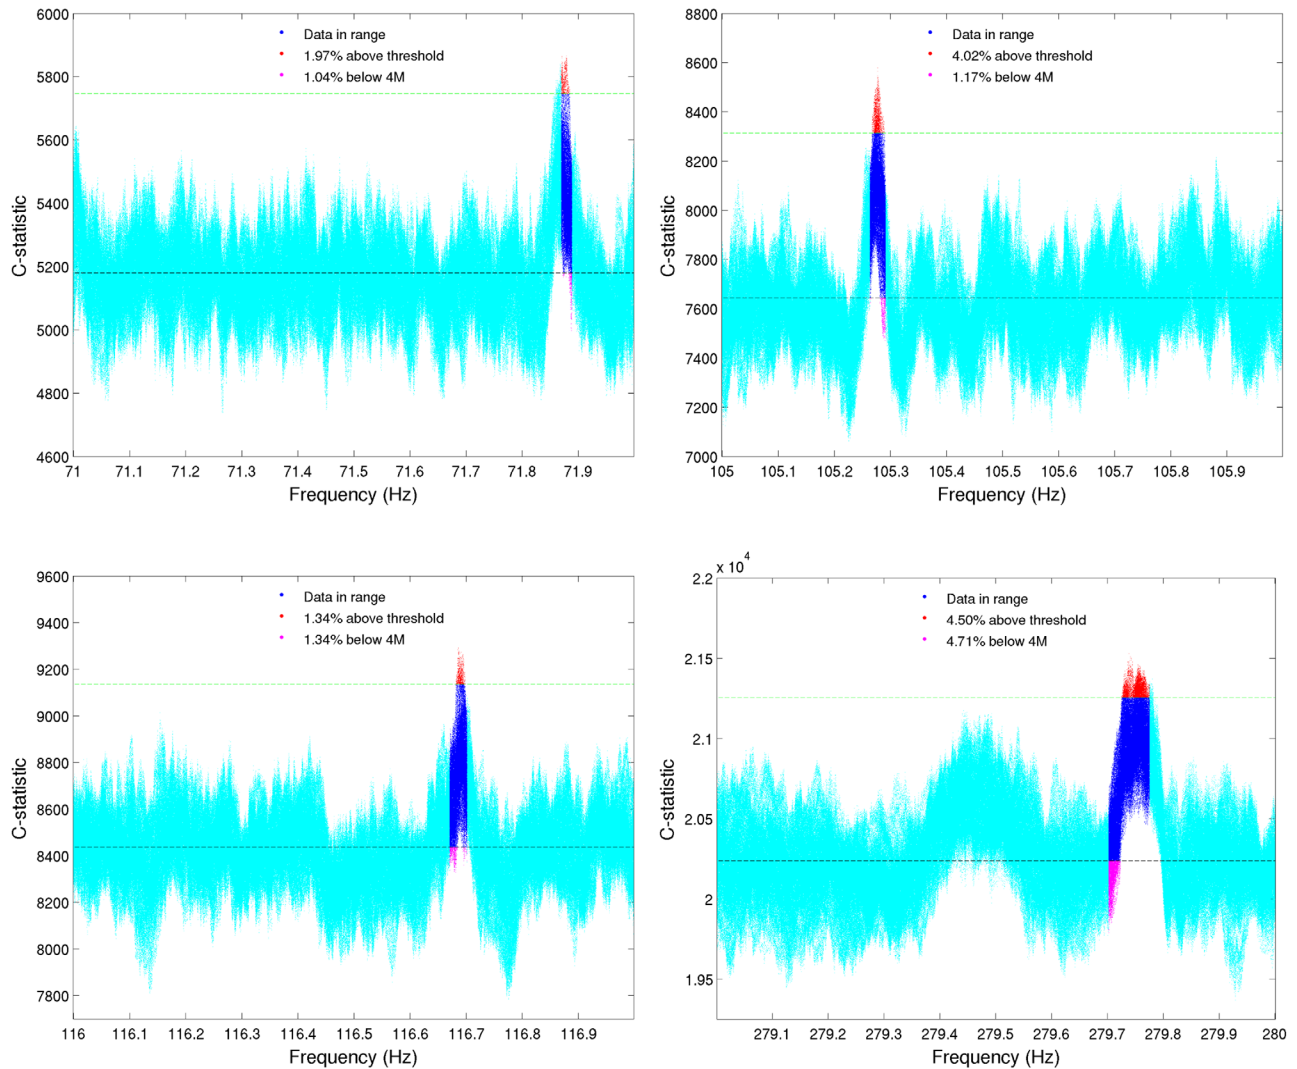 6000
5800
5600
5400
5200
5000
4800
4600
C-statistic
Data in range
1.97% above threshold
1.04% below 4M
71 71.1 71.2 71.3 71.4 71.5 71.6 71.7 71.8 71.9
Frequency (Hz)
8800
8600
8400
8200
8000
7800
7600
7400
7200
7000
C-statistic
Data in range
4.02% above threshold
1.17% below 4M
105 105.1 105.2 105.3 105.4 105.5 105.6 105.7 105.8 105.9
Frequency (Hz)
9600
9400
9200
9000
8800
8600
8400
8200
8000
7800
C-statistic
Data in range
1.34% above threshold
1.34% below 4M
116 116.1 116.2 116.3 116.4 116.5 116.6 116.7 116.8 116.9
Frequency (Hz)
x 10^4
2.2
2.15
2.1
2.05
2
1.95
C-statistic
Data in range
4.50% above threshold
4.71% below 4M
279.1 279.2 279.3 279.4 279.5 279.6 279.7 279.8 279.9 280
Frequency (Hz)